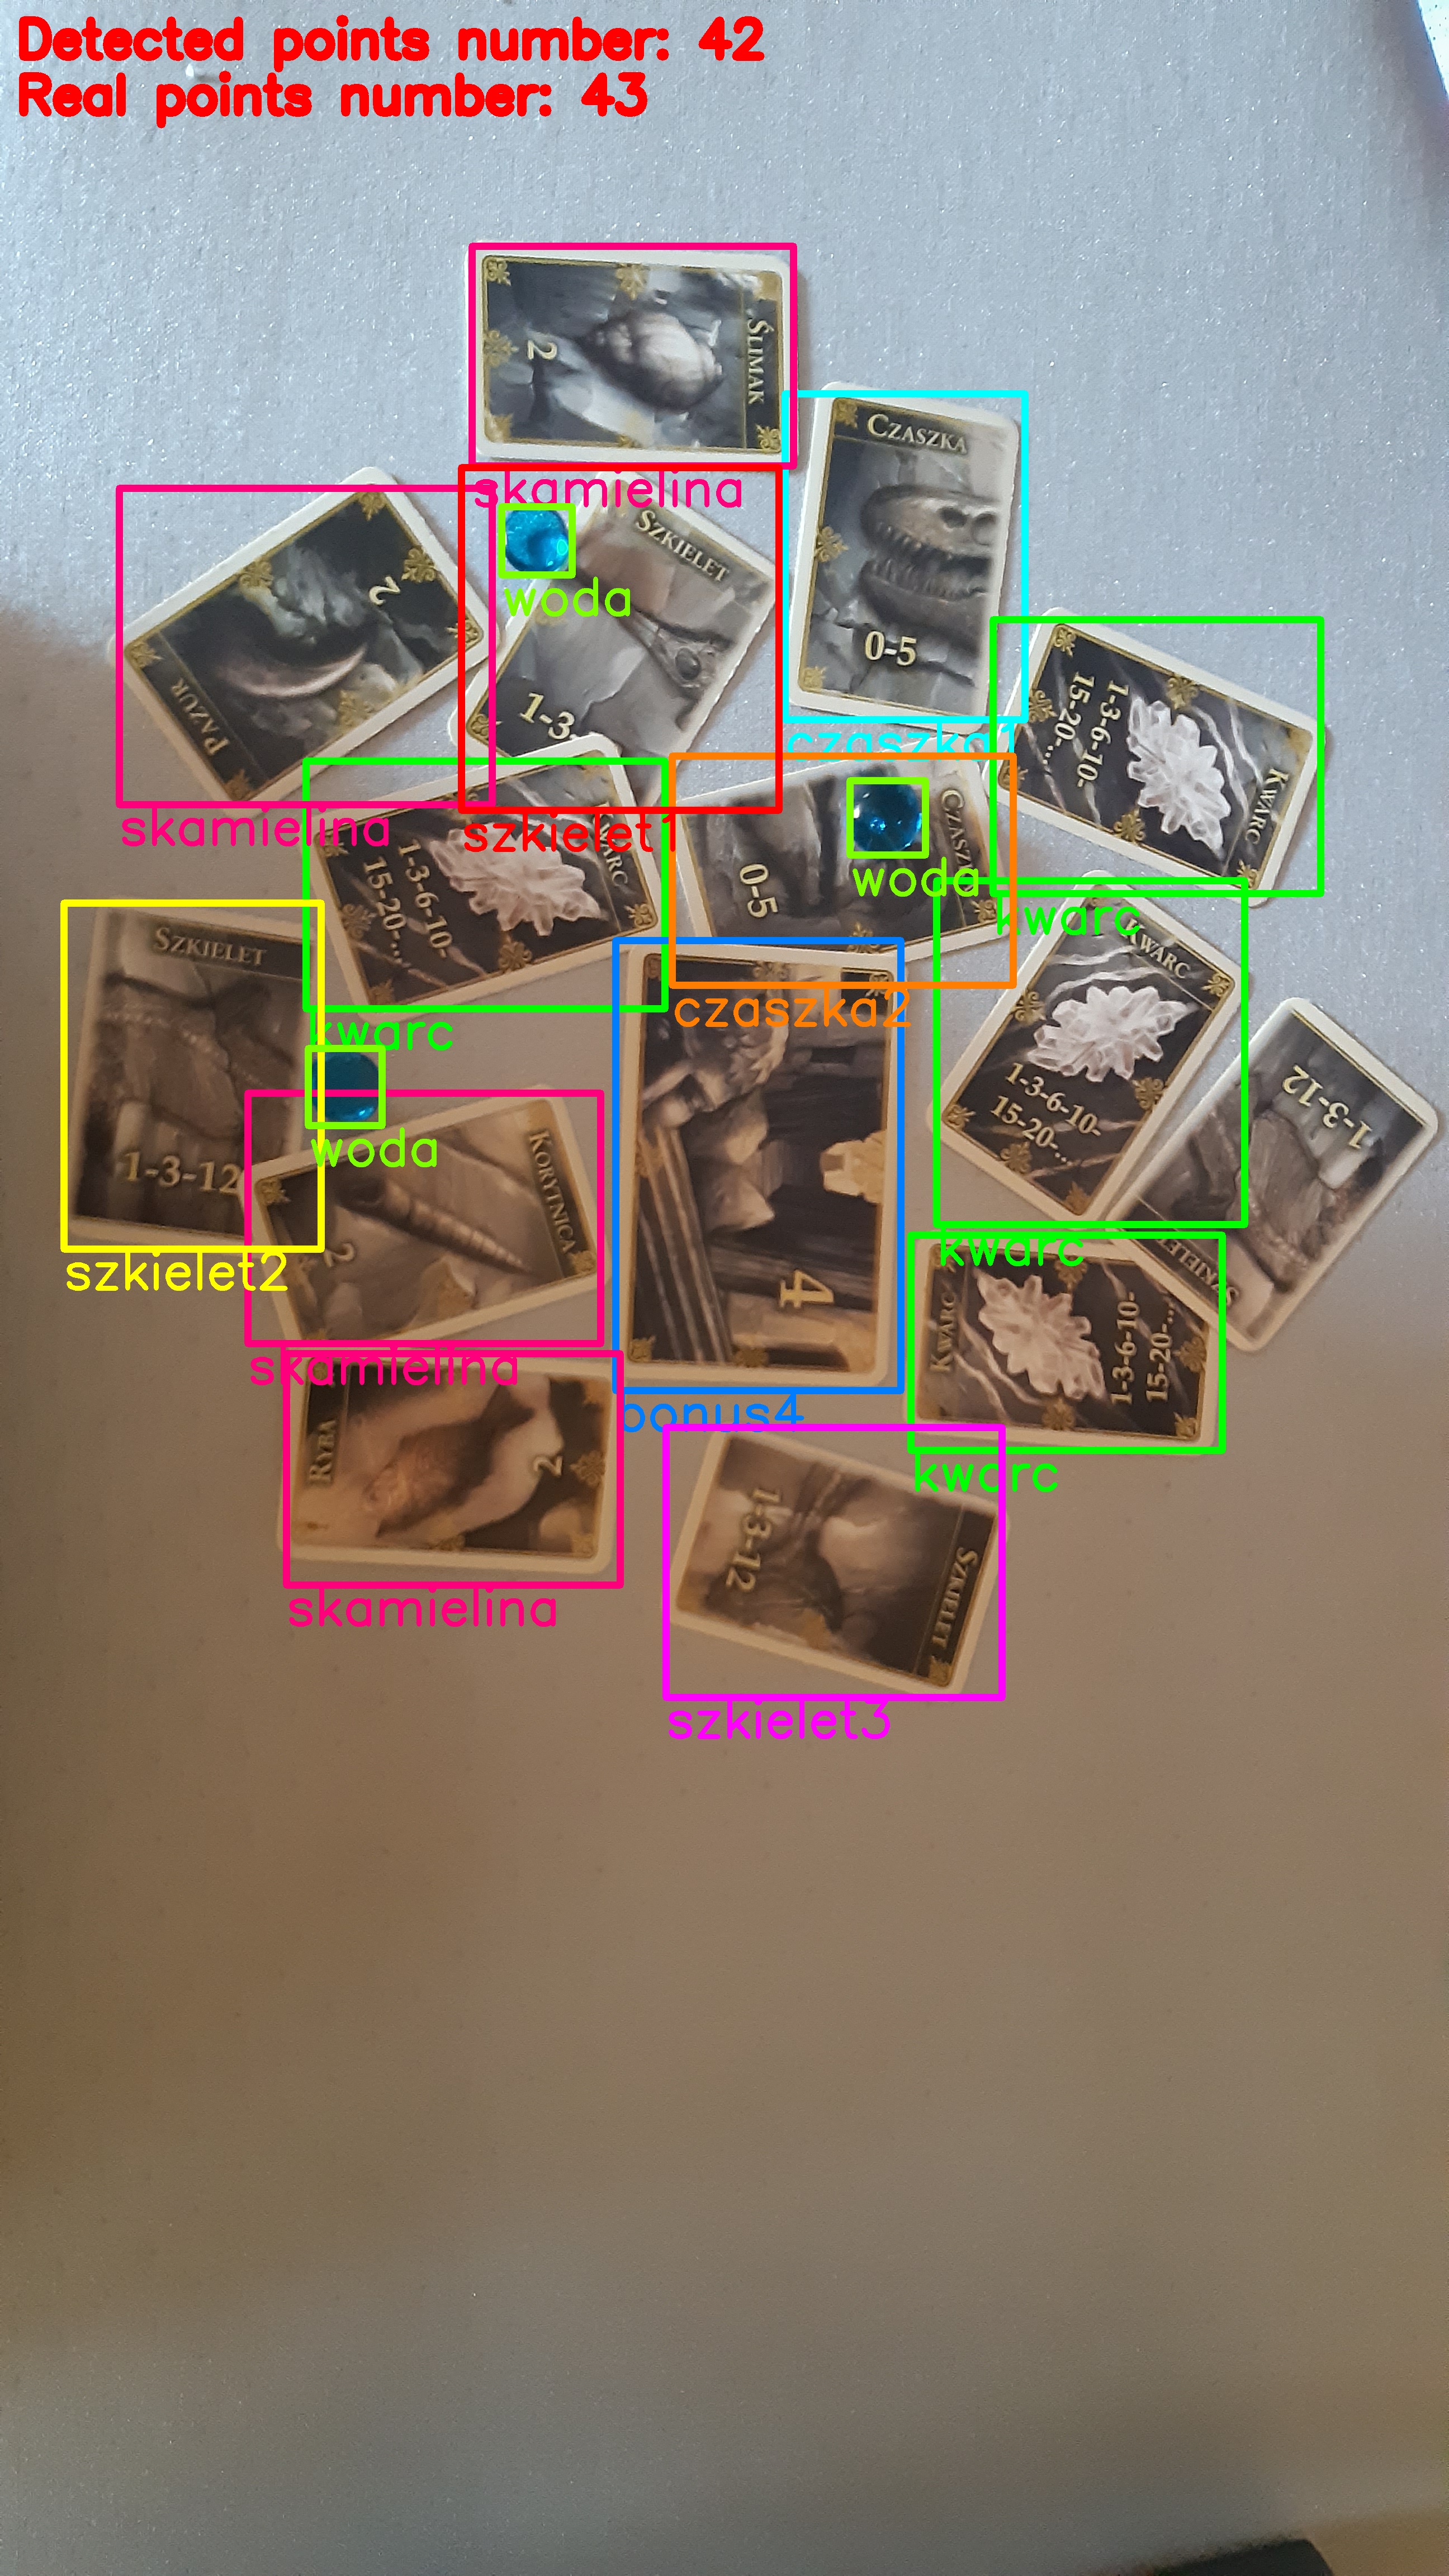 Detected points number: 42
Real points number: 43
ŚLIMAK
2
skamielina
CZASZKA
0-5
czaszka1
2
PAZUR
skamielina
SZKIELET
1-3-
woda
szkielet1
1-3-6-10-
15-20-...
KWARC
kwarc
KWARC
1-3-6-10-
15-20-...
kwarc
0-5
woda
czaszka2
SZKIELET
1-3-12
szkielet2
woda
KWARC
1-3-6-10-
15-20-...
kwarc
1-3-12
KORYTNICA
2
skamielina
4
bonus4
KWARC
1-3-6-10-
15-20-...
kwarc
RYBA
2
skamielina
1-3-12
SZKIELET
szkielet3